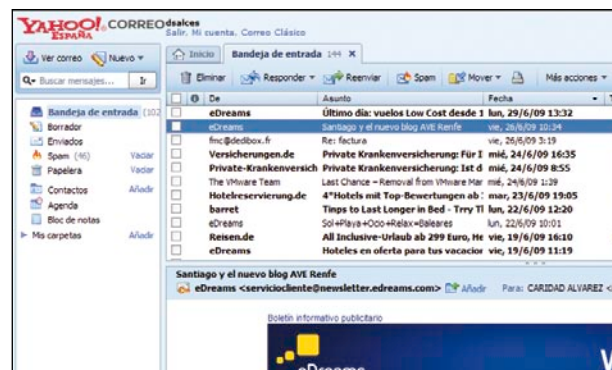 YAHOO! CORREO
ESPAÑA
dsalces
Salir, Mi cuenta, Correo Clásico
Ver correo Nuevo
Buscar mensajes... Ir
Inicio Bandeja de entrada 144 X
Eliminar Responder Reenviar Spam Mover Más acciones
De Asunto Fecha
Bandeja de entrada (102
Borrador
Enviados
Spam (46) Vaciar
Papelera Vaciar
Contactos Añadir
Agenda
Bloc de notas
Mis carpetas Añadir
eDreams Último día: vuelos Low Cost desde 1 lun, 29/6/09 13:32
eDreams Santiago y el nuevo blog AVE Renfe vie, 26/6/09 10:34
fmc@dedibox.fr Re: factura vie, 26/6/09 3:19
Versicherungen.de Private Krankenversicherung: Für I mié, 24/6/09 16:35
Private-Krankenversich Private Krankenversicherung: Ist d mié, 24/6/09 8:55
The VMware Team Last Chance – Removal from VMware Mar mié, 24/6/09 1:39
Hotelreservierung.de 4*Hotels mit Top-Bewertungen ab mar, 23/6/09 19:05
barret Tinps to Last Longer in Bed - Trry Tl lun, 22/6/09 12:20
eDreams Sol+Playa+Ocio+Relax=Baleares lun, 22/6/09 10:01
Reisen.de All Inclusive-Urlaub ab 299 Euro, He vie, 19/6/09 16:10
eDreams Hoteles en oferta para tus vacacior vie, 19/6/09 11:19
Santiago y el nuevo blog AVE Renfe
eDreams <serviciocliente@newsletter.edreams.com> Añadir Para: CARIDAD ALVAREZ <
Boletín informativo publicitario
eDreams